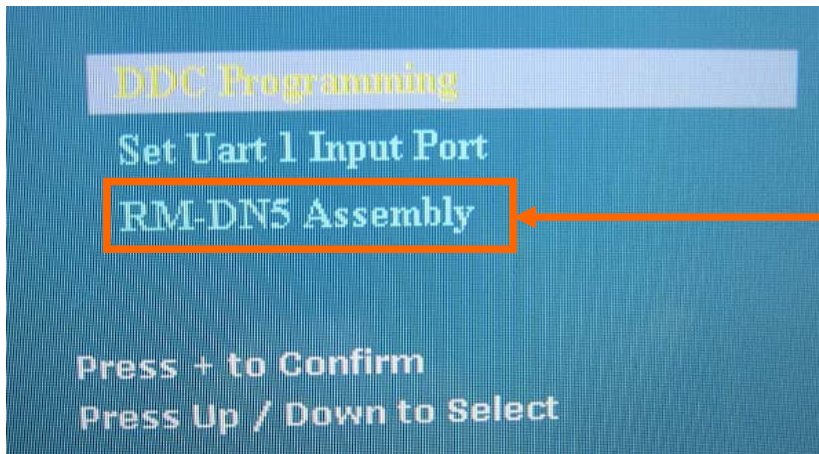 DDC Programming
Set Uart 1 Input Port
RM-DN5 Assembly
Press + to Confirm
Press Up / Down to Select